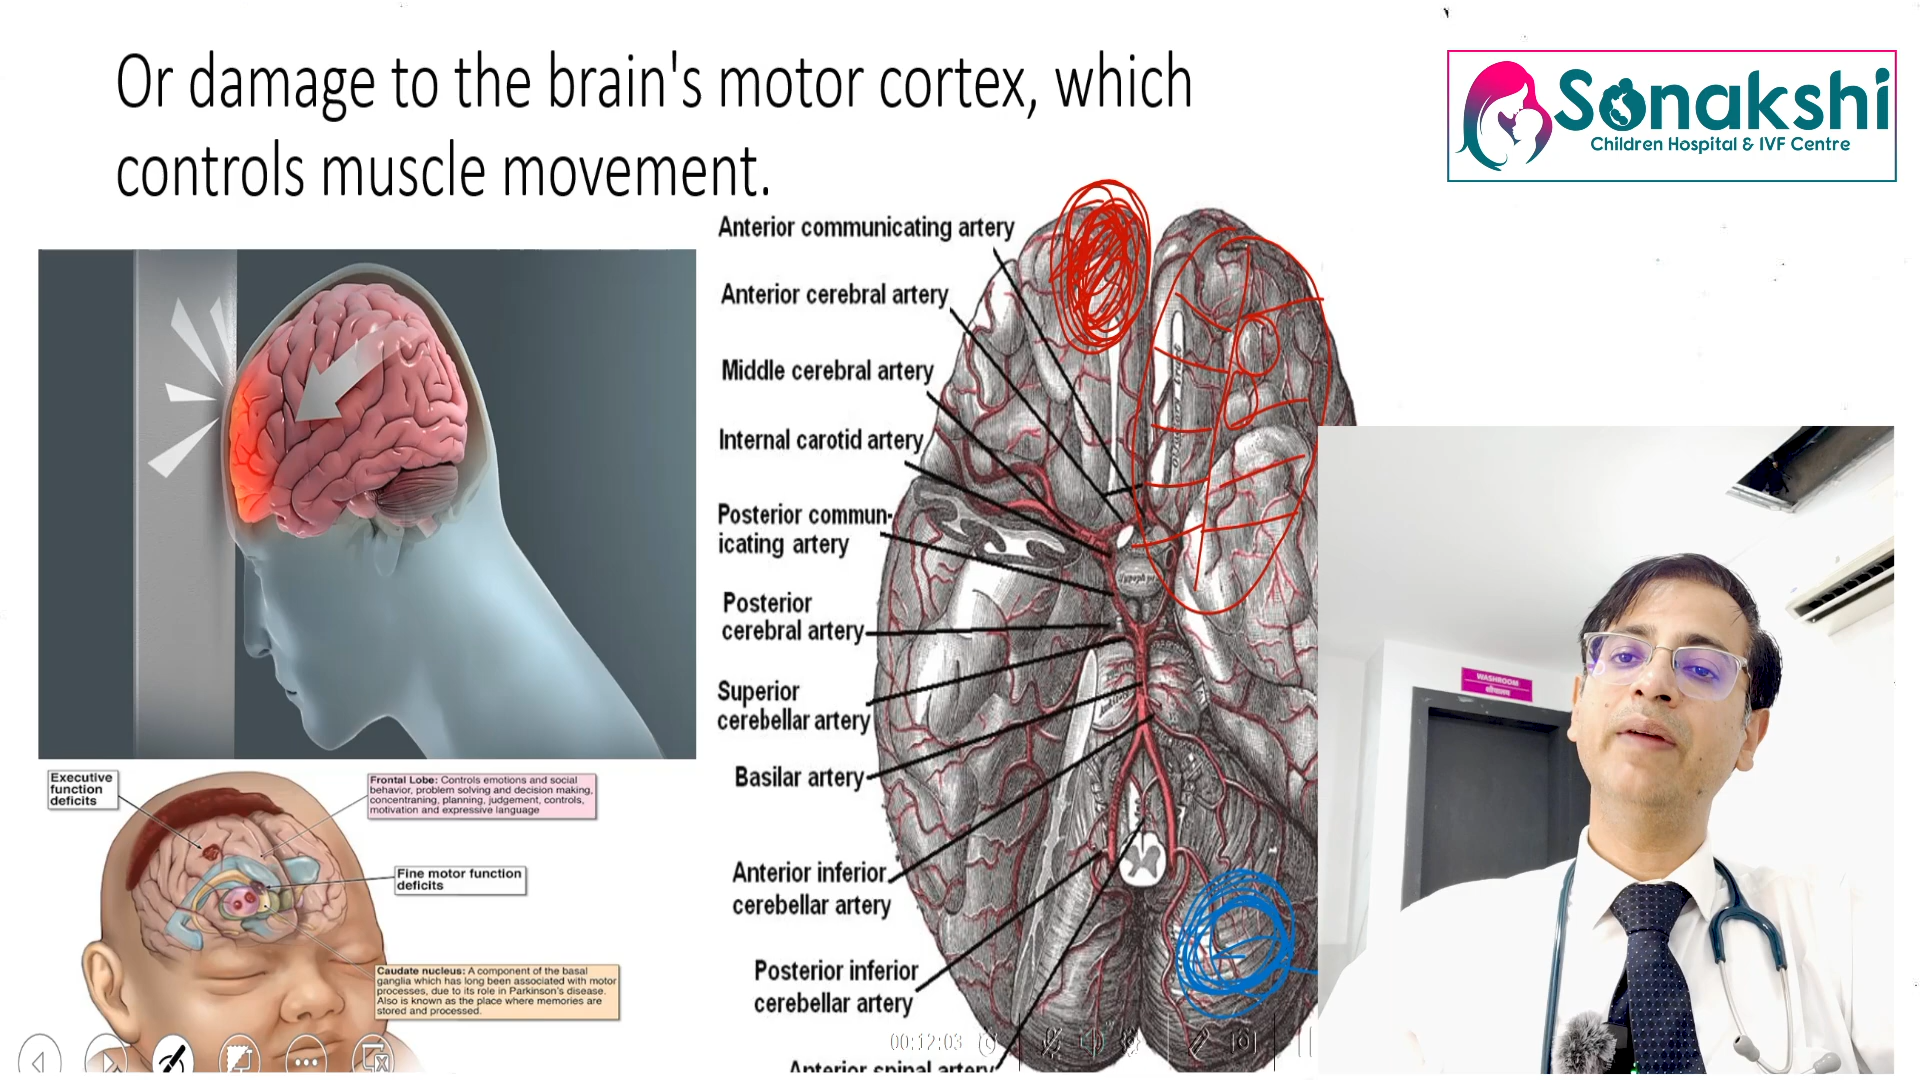 Or damage to the brain's motor cortex, which
controls muscle movement.
Sonakshi
Children Hospital & IVF Centre
Anterior communicating artery
Anterior cerebral artery
Middle cerebral artery
Internal carotid artery
Posterior commun-
icating artery
Posterior
cerebral artery
Superior
cerebellar artery
Basilar artery
Anterior inferior
cerebellar artery
Posterior inferior
cerebellar artery
Anterior spinal artery
Executive
function
deficits
Frontal Lobe: Controls emotions and social
behavior, problem solving and decision making,
concentraning, planning, judgement, controls,
motivation and expressive language
Fine motor function
deficits
Caudate nucleus: A component of the basal
ganglia which has long been associated with motor
processes, due to its role in Parkinson's disease.
Also is known as the place where memories are
stored and processed.
WASHROOM
शौचालय
00:12:03